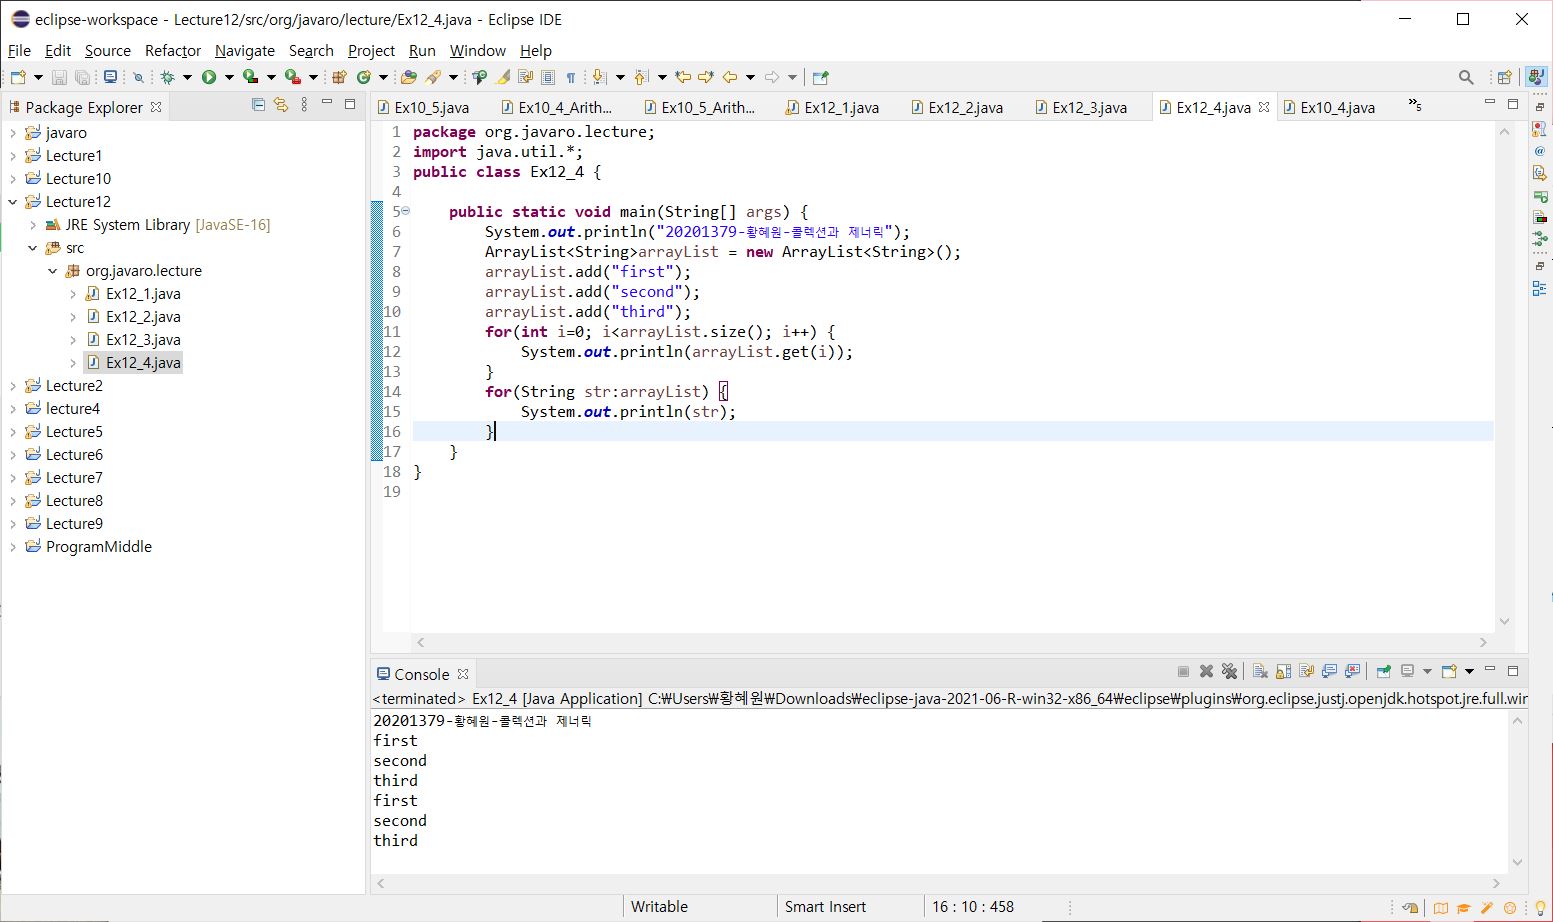 eclipse-workspace - Lecture12/src/org/javaro/lecture/Ex12_4.java - Eclipse IDE
File Edit Source Refactor Navigate Search Project Run Window Help
Package Explorer
javaro
Lecture1
Lecture10
Lecture12
JRE System Library [JavaSE-16]
src
org.javaro.lecture
Ex12_1.java
Ex12_2.java
Ex12_3.java
Ex12_4.java
Lecture2
lecture4
Lecture5
Lecture6
Lecture7
Lecture8
Lecture9
ProgramMiddle
Ex10_5.java Ex10_4_Arith... Ex10_5_Arith... Ex12_1.java Ex12_2.java Ex12_3.java Ex12_4.java Ex10_4.java »5
1 package org.javaro.lecture;
2 import java.util.*;
3 public class Ex12_4 {
4
5 public static void main(String[] args) {
6 System.out.println("20201379-황혜원-콜렉션과 제너릭");
7 ArrayList<String>arrayList = new ArrayList<String>();
8 arrayList.add("first");
9 arrayList.add("second");
10 arrayList.add("third");
11 for(int i=0; i<arrayList.size(); i++) {
12 System.out.println(arrayList.get(i));
13 }
14 for(String str:arrayList) {
15 System.out.println(str);
16 }
17 }
18 }
19
Console
<terminated> Ex12_4 [Java Application] C:₩Users₩황혜원₩Downloads₩eclipse-java-2021-06-R-win32-x86_64₩eclipse₩plugins₩org.eclipse.justj.openjdk.hotspot.jre.full.wir
20201379-황혜원-콜렉션과 제너릭
first
second
third
first
second
third
Writable Smart Insert 16 : 10 : 458